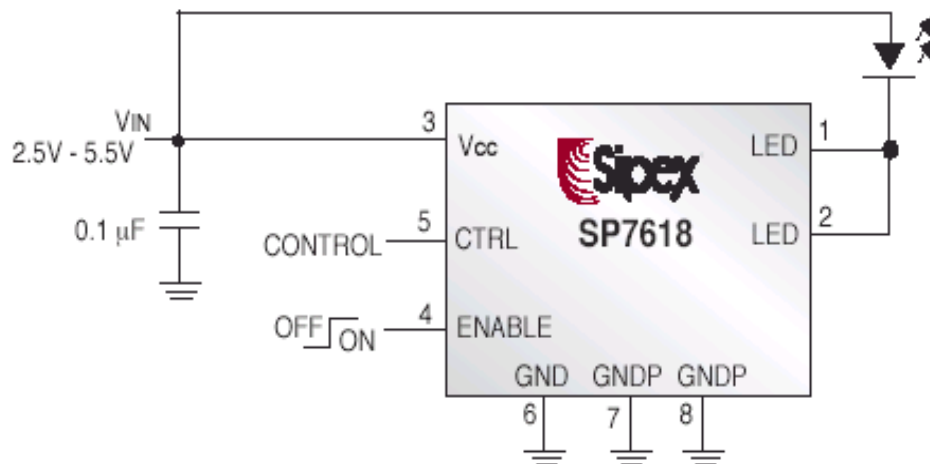 VIN
2.5V - 5.5V
0.1 μF
3
Vcc
Sipex
SP7618
LED
1
LED
2
CONTROL
5
CTRL
OFF
ON
4
ENABLE
GND
GNDP
GNDP
6
7
8